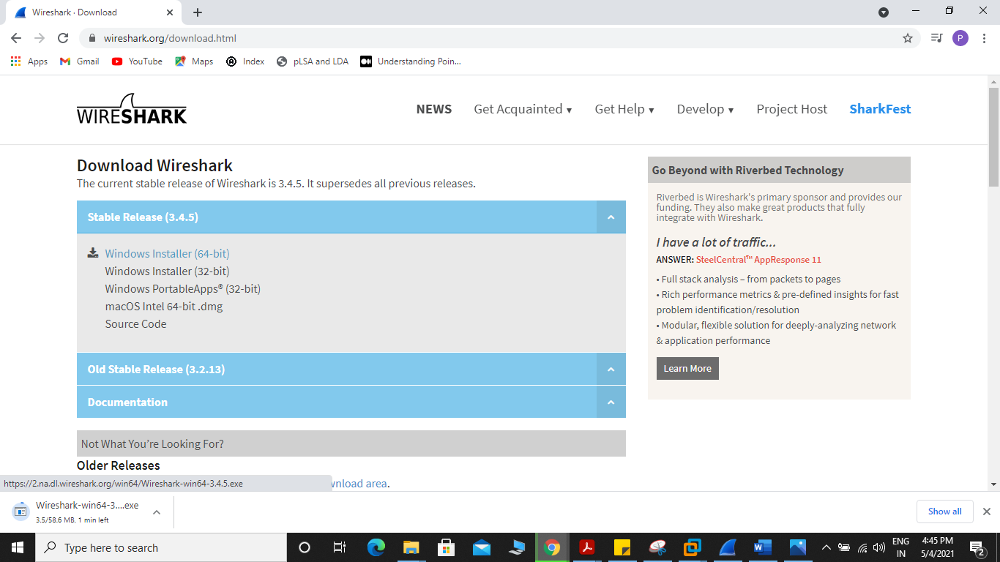 Wireshark · Download
wireshark.org/download.html
P
Apps Gmail YouTube Maps Index pLSA and LDA Understanding Poin...
WIRESHARK
NEWS Get Acquainted ▾ Get Help ▾ Develop ▾ Project Host SharkFest
Download Wireshark
The current stable release of Wireshark is 3.4.5. It supersedes all previous releases.
Stable Release (3.4.5)
Windows Installer (64-bit)
Windows Installer (32-bit)
Windows PortableApps® (32-bit)
macOS Intel 64-bit .dmg
Source Code
Old Stable Release (3.2.13)
Documentation
Not What You're Looking For?
Older Releases
wnload area.
Go Beyond with Riverbed Technology
Riverbed is Wireshark's primary sponsor and provides our
funding. They also make great products that fully
integrate with Wireshark.
I have a lot of traffic...
ANSWER: SteelCentral™ AppResponse 11
• Full stack analysis – from packets to pages
• Rich performance metrics & pre-defined insights for fast
problem identification/resolution
• Modular, flexible solution for deeply-analyzing network
& application performance
Learn More
https://2.na.dl.wireshark.org/win64/Wireshark-win64-3.4.5.exe
Wireshark-win64-3....exe
3.5/58.6 MB, 1 min left
Show all
Type here to search
ENG
IN
4:45 PM
5/4/2021
2